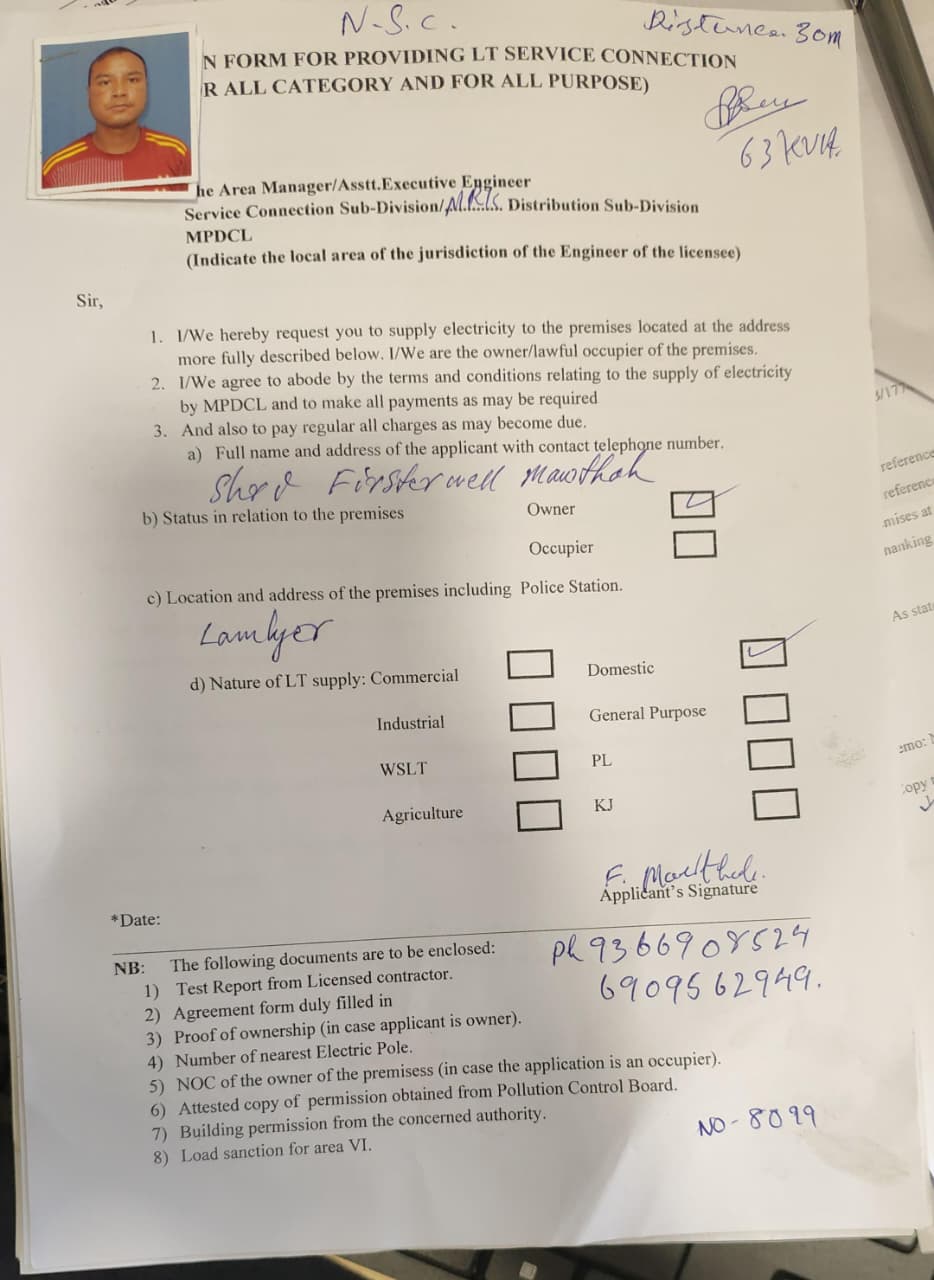 N-S.C.
Distance. 30m
N FORM FOR PROVIDING LT SERVICE CONNECTION
R ALL CATEGORY AND FOR ALL PURPOSE)
63 KVA.
he Area Manager/Asstt.Executive Engineer
Service Connection Sub-Division/ Distribution Sub-Division
MPDCL
(Indicate the local area of the jurisdiction of the Engineer of the licensee)
Sir,
1. I/We hereby request you to supply electricity to the premises located at the address
more fully described below. I/We are the owner/lawful occupier of the premises.
2. I/We agree to abode by the terms and conditions relating to the supply of electricity
by MPDCL and to make all payments as may be required
3. And also to pay regular all charges as may become due.
a) Full name and address of the applicant with contact telephone number.
Shri Firsterwell Mawthoh
b) Status in relation to the premises Owner
Occupier
c) Location and address of the premises including Police Station.
Lamlyer
d) Nature of LT supply: Commercial Domestic
Industrial General Purpose
WSLT PL
Agriculture KJ
F. Mawthoh.
Applicant's Signature
*Date:
NB: The following documents are to be enclosed:
Ph 9366908524
1) Test Report from Licensed contractor.
6909562949.
2) Agreement form duly filled in
3) Proof of ownership (in case applicant is owner).
4) Number of nearest Electric Pole.
5) NOC of the owner of the premisess (in case the application is an occupier).
6) Attested copy of permission obtained from Pollution Control Board.
7) Building permission from the concerned authority.
NO-8099
8) Load sanction for area VI.
reference
mises at
nanking
As stat